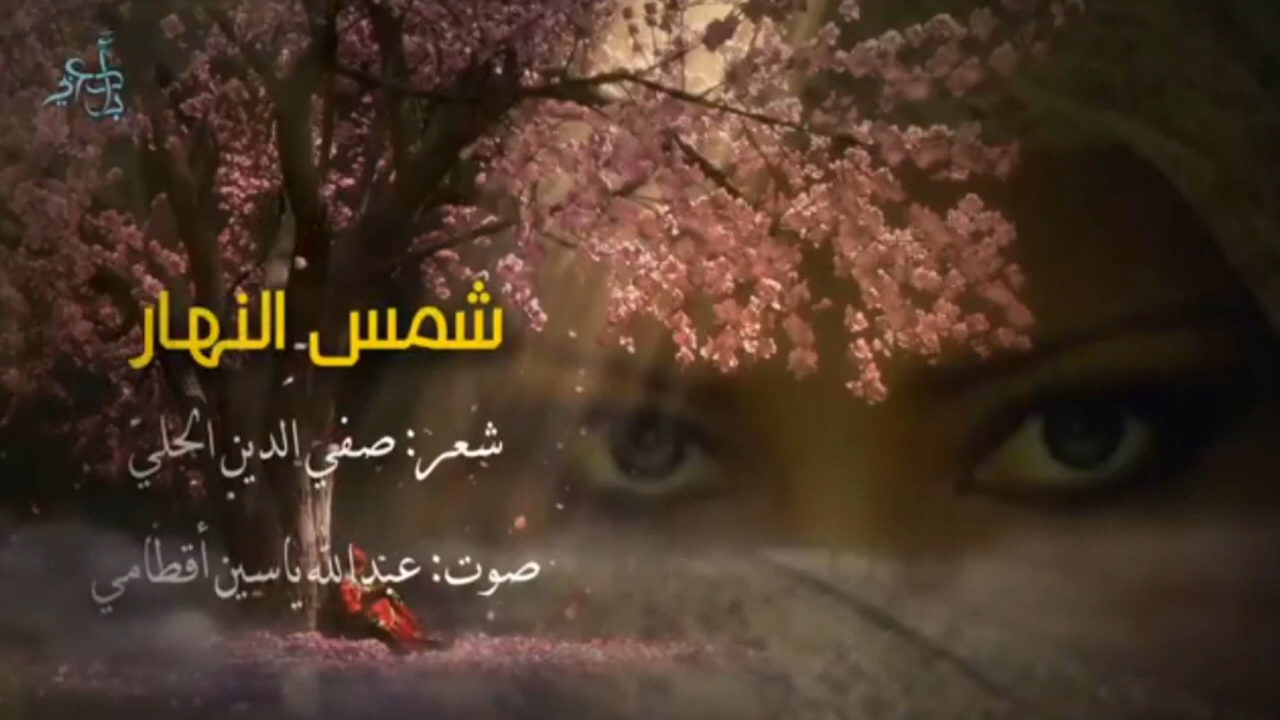 شمس النهار
شعر: صفي الدين الحلي
صوت: عبدالله ياسين أقطامي